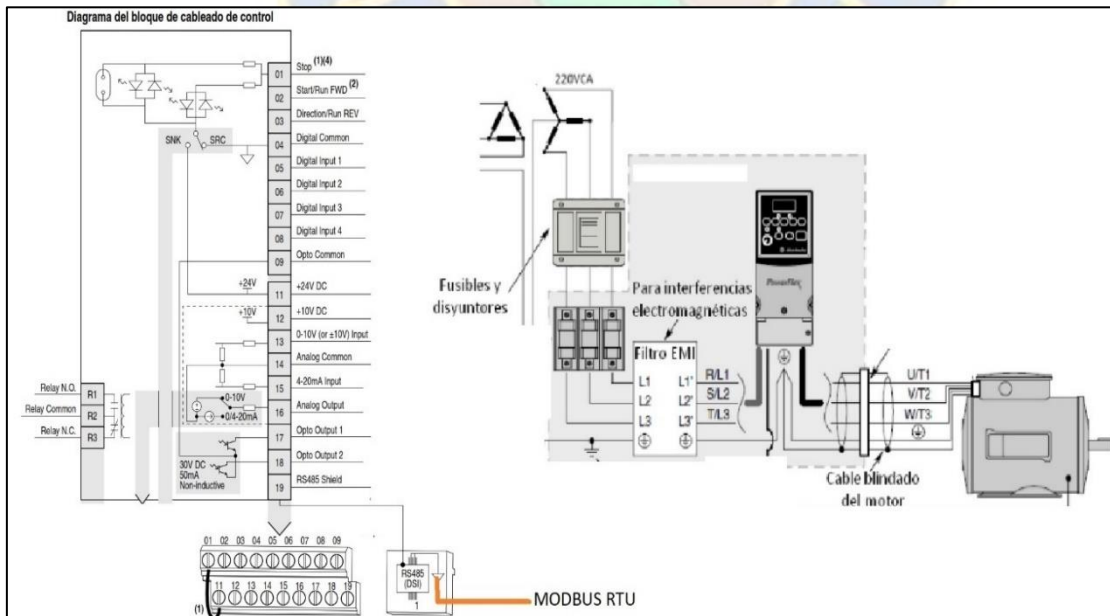 Diagrama del bloque de cableado de control
01 Stop (1)(4)
02 Start/Run FWD (2)
03 Direction/Run REV
SNK SRC
04 Digital Common
05 Digital Input 1
06 Digital Input 2
07 Digital Input 3
08 Digital Input 4
09 Opto Common
+24V 11 +24V DC
+10V 12 +10V DC
13 0-10V (or ±10V) Input
14 Analog Common
15 4-20mA Input
0-10V
0/4-20mA
16 Analog Output
17 Opto Output 1
18 Opto Output 2
19 RS485 Shield
30V DC
50mA
Non-inductive
Relay N.O. R1
Relay Common R2
Relay N.C. R3
01 02 03 04 05 06 07 08 09
11 12 13 14 15 16 17 18 19
(1)
RS485
(DSI)
1
MODBUS RTU
220VCA
Fusibles y
disyuntores
Para interferencias
electromagnéticas
Filtro EMI
L1 L1' R/L1
L2 L2' S/L2
L3 L3' T/L3
PowerFlex
U/T1
V/T2
W/T3
Cable blindado
del motor